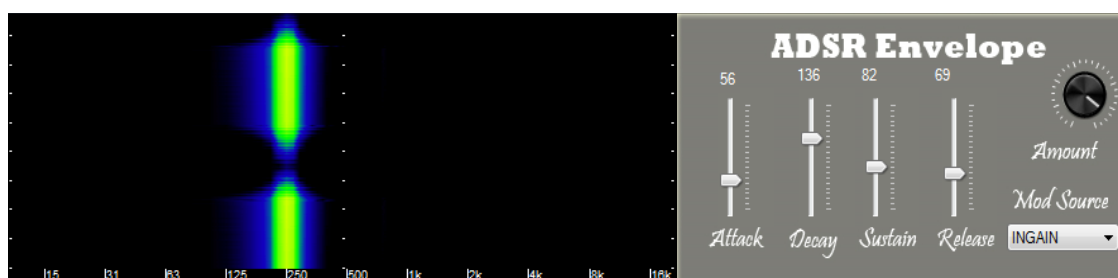 ADSR Envelope
56 136 82 69
Amount
Mod Source
Attack Decay Sustain Release INGAIN
15 31 63 125 250 500 1k 2k 4k 8k 16k